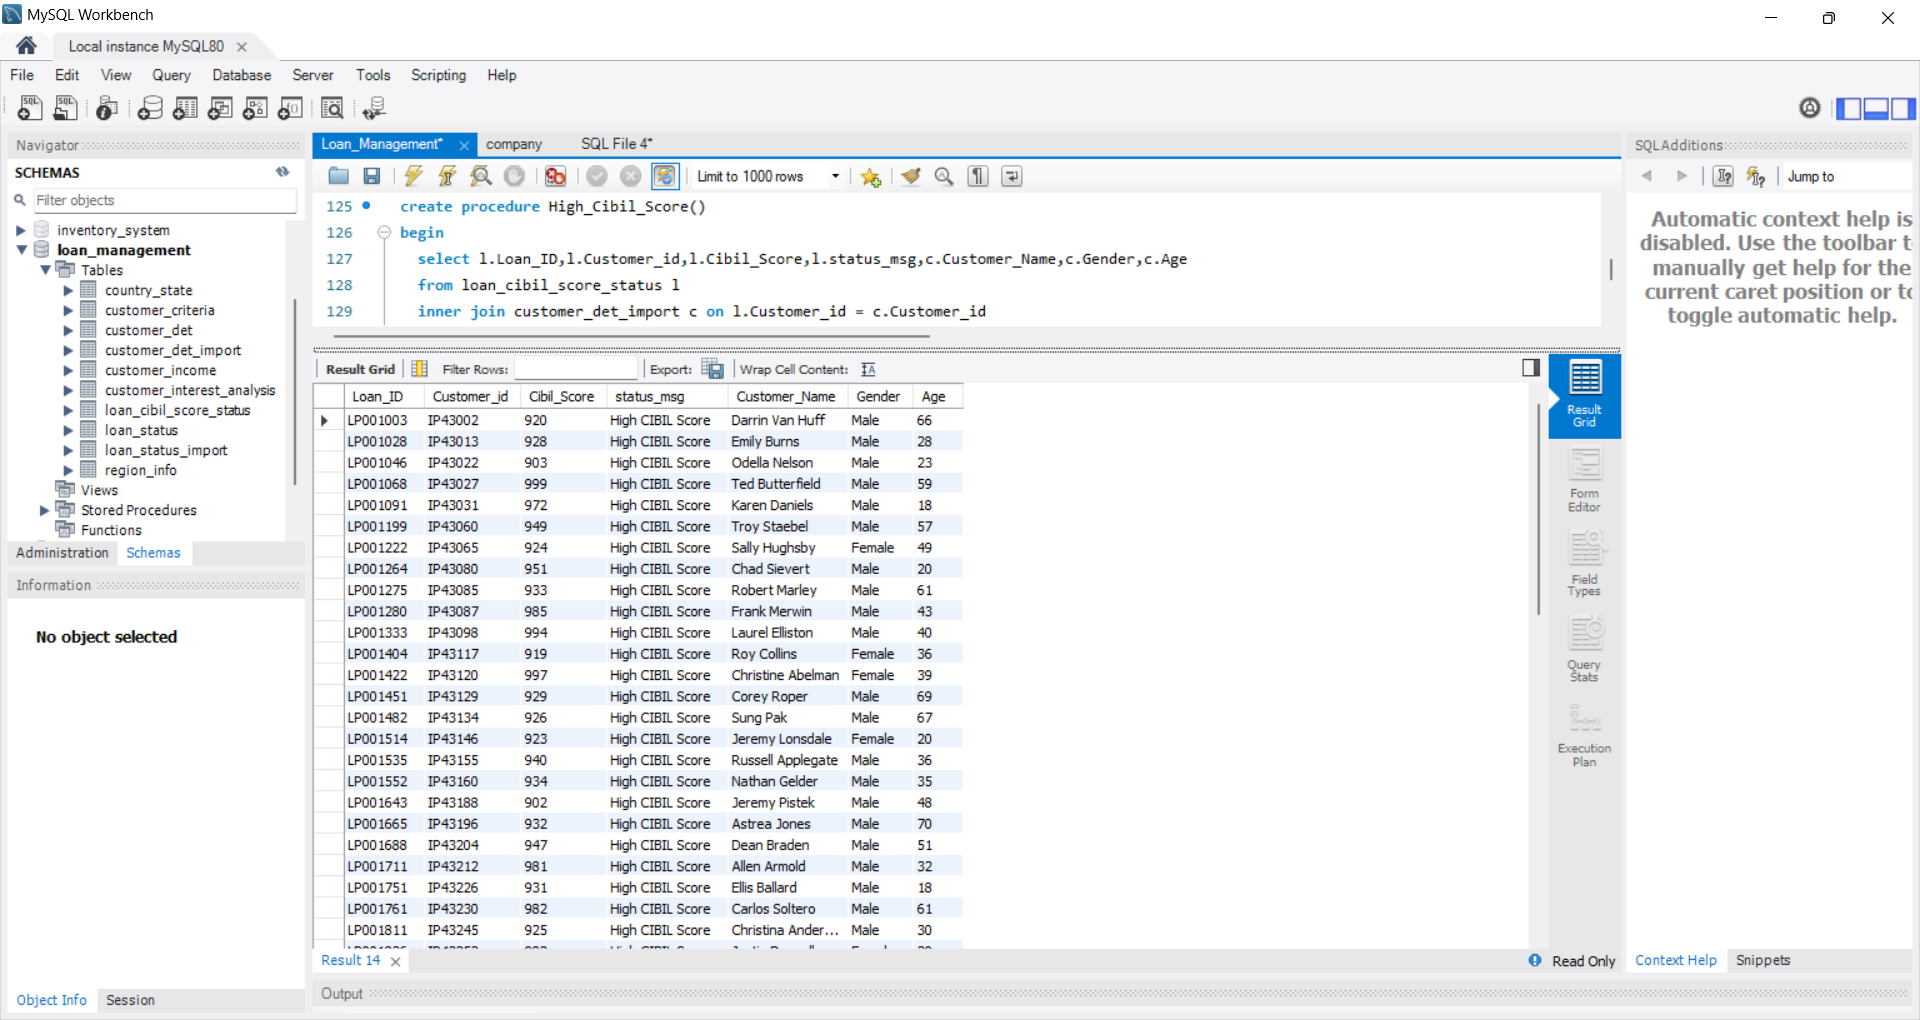 MySQL Workbench
Local instance MySQL80
File Edit View Query Database Server Tools Scripting Help
Navigator
SCHEMAS
Filter objects
inventory_system
loan_management
Tables
country_state
customer_criteria
customer_det
customer_det_import
customer_income
customer_interest_analysis
loan_cibil_score_status
loan_status
loan_status_import
region_info
Views
Stored Procedures
Functions
Administration Schemas
Information
No object selected
Object Info Session
Loan_Management* company SQL File 4*
Limit to 1000 rows
125 create procedure High_Cibil_Score()
126 begin
127 select l.Loan_ID,l.Customer_id,l.Cibil_Score,l.status_msg,c.Customer_Name,c.Gender,c.Age
128 from loan_cibil_score_status l
129 inner join customer_det_import c on l.Customer_id = c.Customer_id
Result Grid Filter Rows: Export: Wrap Cell Content:
Loan_ID Customer_id Cibil_Score status_msg Customer_Name Gender Age
LP001003 IP43002 920 High CIBIL Score Darrin Van Huff Male 66
LP001028 IP43013 928 High CIBIL Score Emily Burns Male 28
LP001046 IP43022 903 High CIBIL Score Odella Nelson Male 23
LP001068 IP43027 999 High CIBIL Score Ted Butterfield Male 59
LP001091 IP43031 972 High CIBIL Score Karen Daniels Male 18
LP001199 IP43060 949 High CIBIL Score Troy Staebel Male 57
LP001222 IP43065 924 High CIBIL Score Sally Hughsby Female 49
LP001264 IP43080 951 High CIBIL Score Chad Sievert Male 20
LP001275 IP43085 933 High CIBIL Score Robert Marley Male 61
LP001280 IP43087 985 High CIBIL Score Frank Merwin Male 43
LP001333 IP43098 994 High CIBIL Score Laurel Elliston Male 40
LP001404 IP43117 919 High CIBIL Score Roy Collins Female 36
LP001422 IP43120 997 High CIBIL Score Christine Abelman Female 39
LP001451 IP43129 929 High CIBIL Score Corey Roper Male 69
LP001482 IP43134 926 High CIBIL Score Sung Pak Male 67
LP001514 IP43146 923 High CIBIL Score Jeremy Lonsdale Female 20
LP001535 IP43155 940 High CIBIL Score Russell Applegate Male 36
LP001552 IP43160 934 High CIBIL Score Nathan Gelder Male 35
LP001643 IP43188 902 High CIBIL Score Jeremy Pistek Male 48
LP001665 IP43196 932 High CIBIL Score Astrea Jones Male 70
LP001688 IP43204 947 High CIBIL Score Dean Braden Male 51
LP001711 IP43212 981 High CIBIL Score Allen Armold Male 32
LP001751 IP43226 931 High CIBIL Score Ellis Ballard Male 18
LP001761 IP43230 982 High CIBIL Score Carlos Soltero Male 61
LP001811 IP43245 925 High CIBIL Score Christina Ander... Male 30
Result 14
Read Only
Output
Result
Grid
Form
Editor
Field
Types
Query
Stats
Execution
Plan
SQLAdditions
Jump to
Automatic context help is
disabled. Use the toolbar t
manually get help for the
current caret position or to
toggle automatic help.
Context Help Snippets